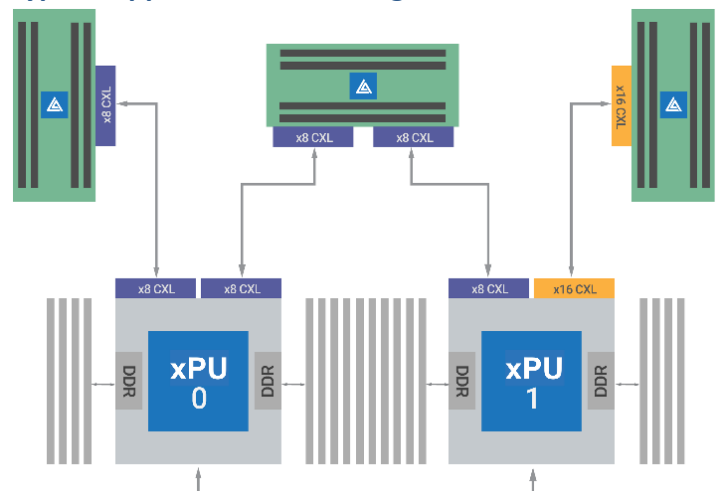 x8 CXL
x8 CXL
x8 CXL
x16 CXL
x8 CXL
x8 CXL
x8 CXL
x16 CXL
DDR
xPU
0
DDR
DDR
xPU
1
DDR